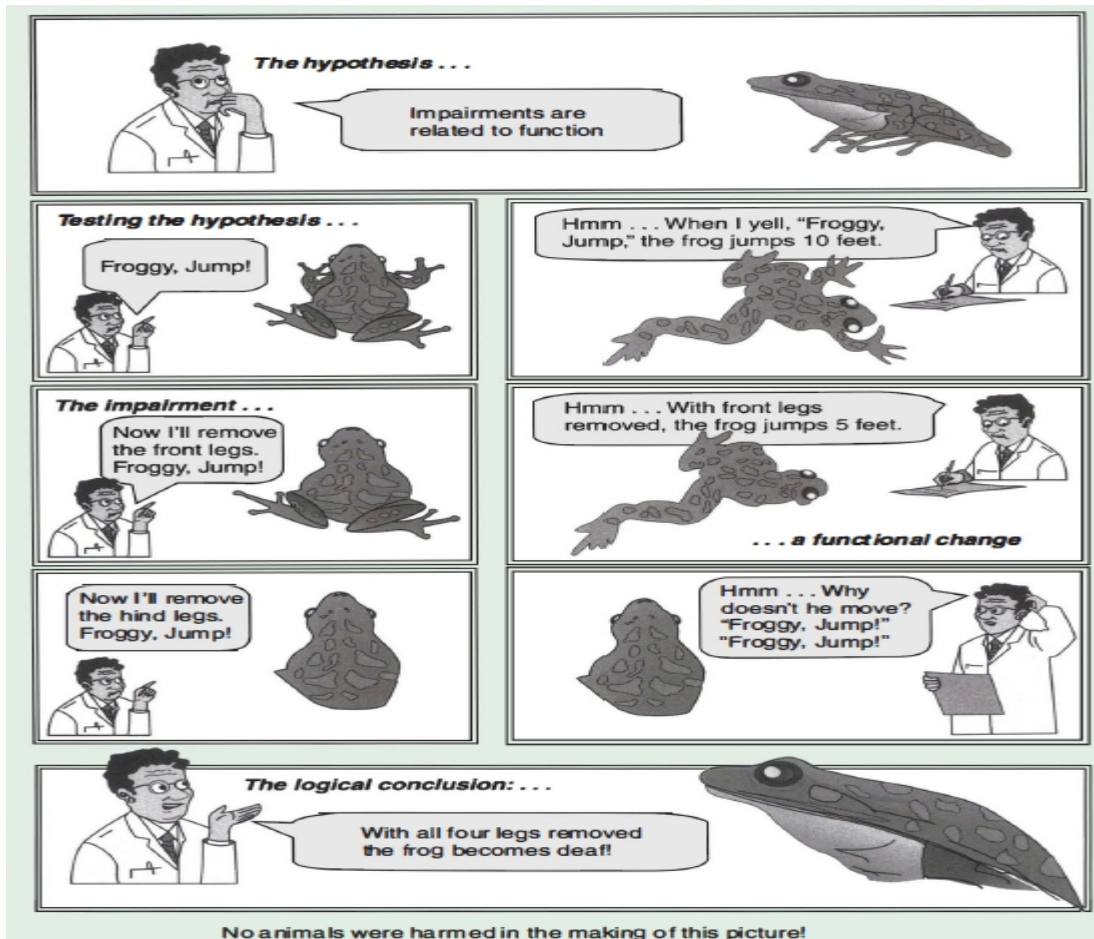 The hypothesis . . .
Impairments are
related to function
Testing the hypothesis . . .
Froggy, Jump!
Hmm . . . When I yell, “Froggy,
Jump,” the frog jumps 10 feet.
The impairment . . .
Now I’ll remove
the front legs.
Froggy, Jump!
Hmm . . . With front legs
removed, the frog jumps 5 feet.
. . . a functional change
Now I’ll remove
the hind legs.
Froggy, Jump!
Hmm . . . Why
doesn’t he move?
“Froggy, Jump!”
"Froggy, Jump!”
The logical conclusion: . . .
With all four legs removed
the frog becomes deaf!
No animals were harmed in the making of this picture!